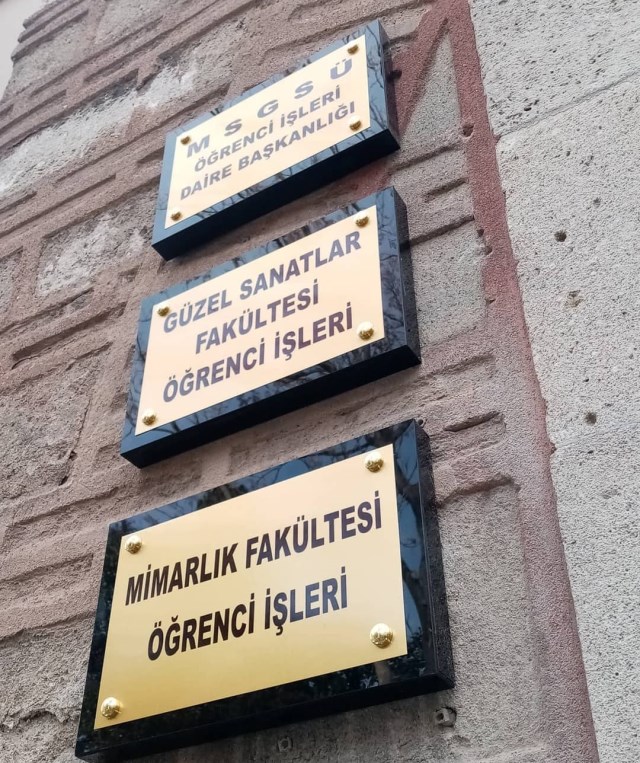 M S G S Ü
ÖĞRENCİ İŞLERİ
DAİRE BAŞKANLIĞI
GÜZEL SANATLAR
FAKÜLTESİ
ÖĞRENCİ İŞLERİ
MİMARLIK FAKÜLTESİ
ÖĞRENCİ İŞLERİ